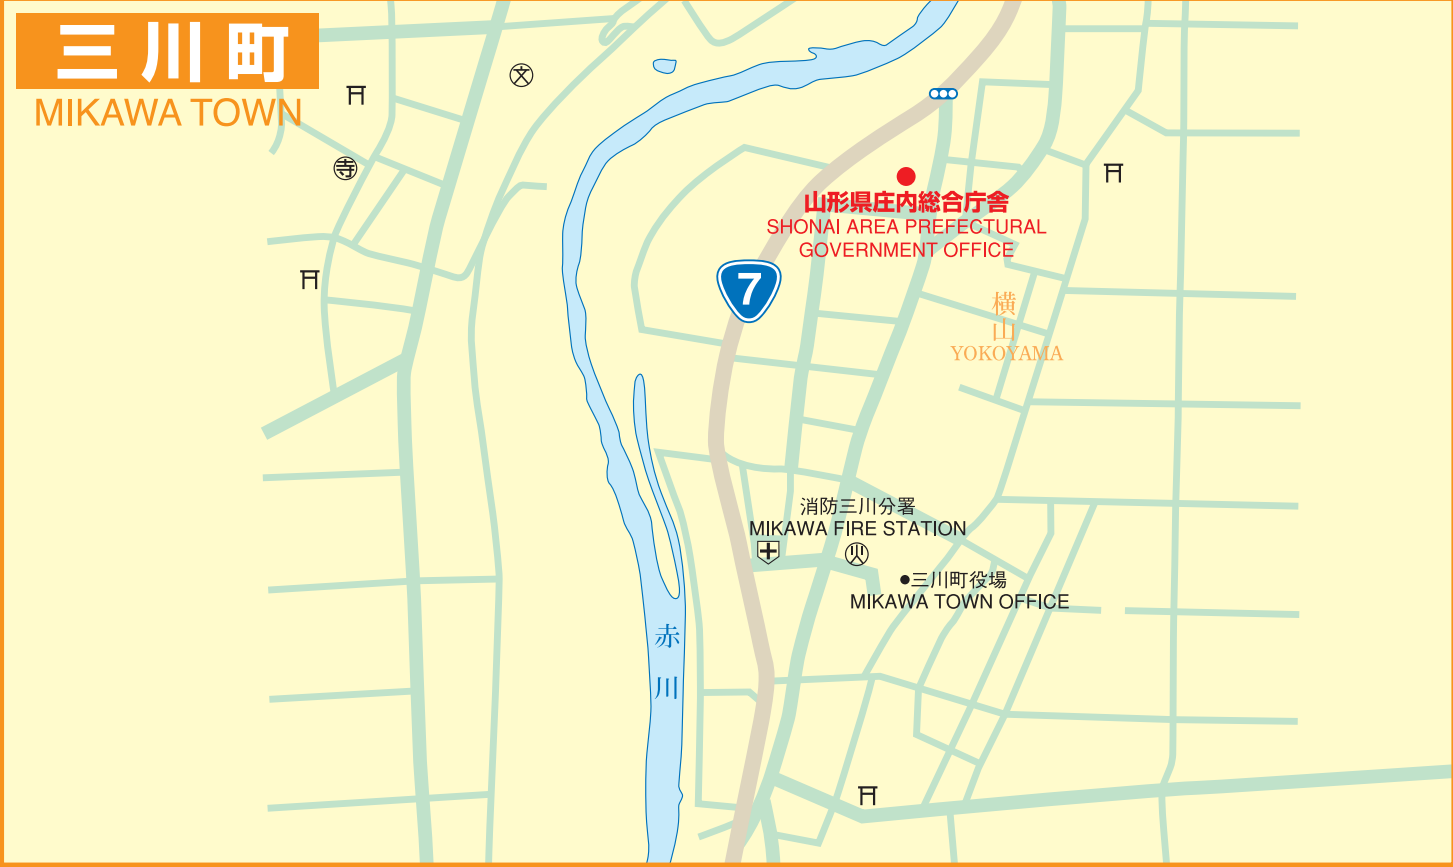 三川町
MIKAWA TOWN
文
寺
山形県庄内総合庁舎
SHONAI AREA PREFECTURAL
GOVERNMENT OFFICE
7
横山
YOKOYAMA
消防三川分署
MIKAWA FIRE STATION
三川町役場
MIKAWA TOWN OFFICE
赤川